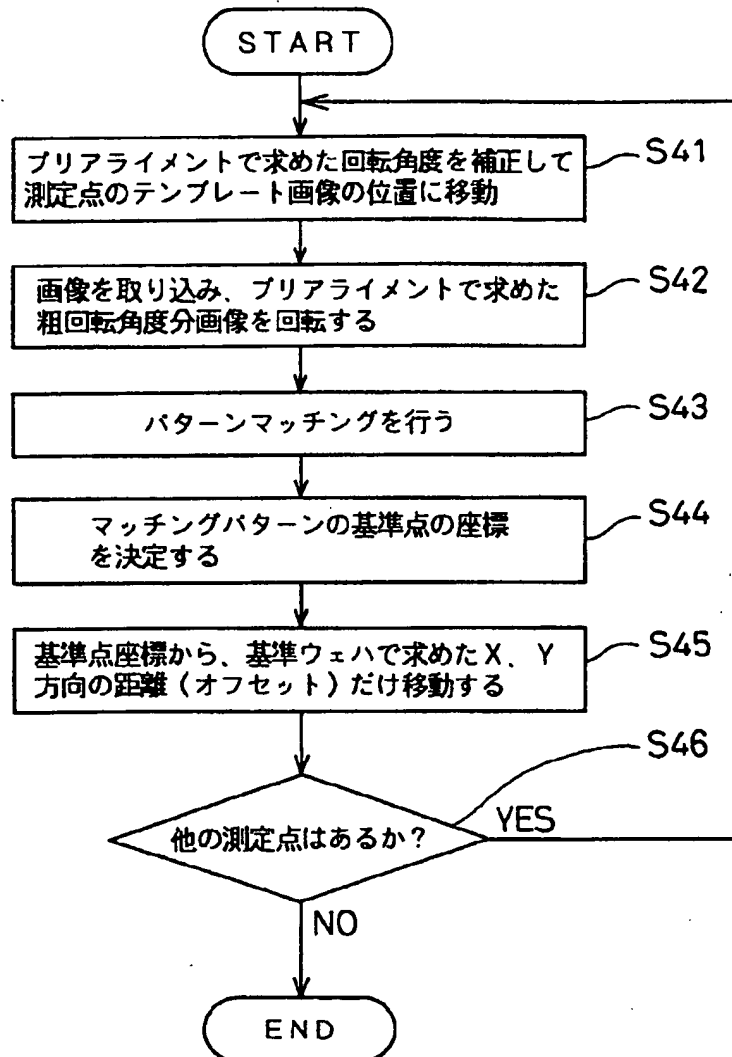 START
プリアライメントで求めた回転角度を補正して
S41
測定点のテンプレート画像の位置に移動
画像を取り込み、プリアライメントで求めた
S42
粗回転角度分画像を回転する
パターンマッチングを行う
S43
マッチングパターンの基準点の座標
S44
を決定する
基準点座標から、基準ウェハで求めたX、Y
S45
方向の距離(オフセット)だけ移動する
S46
他の測定点はあるか?
YES
NO
END